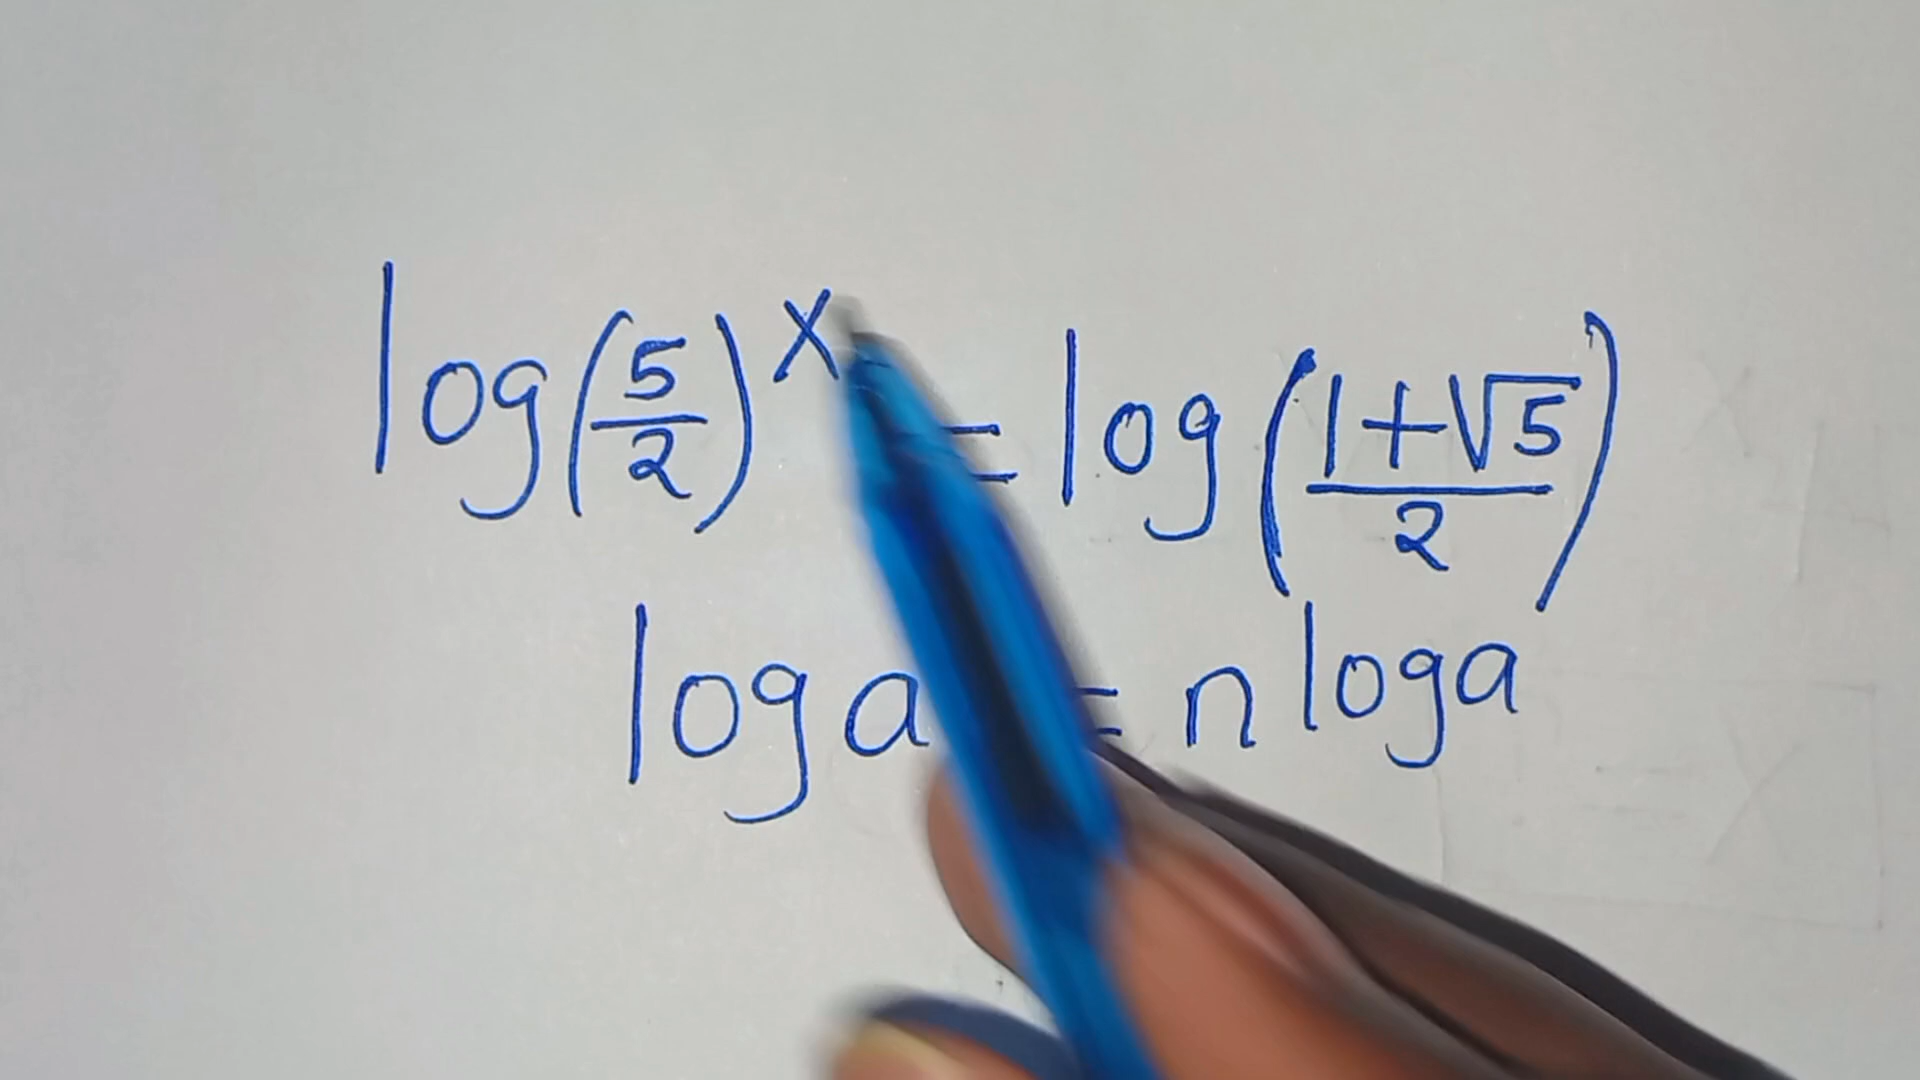 log(5/2)^x = log((1+√5)/2)
log a = n log a